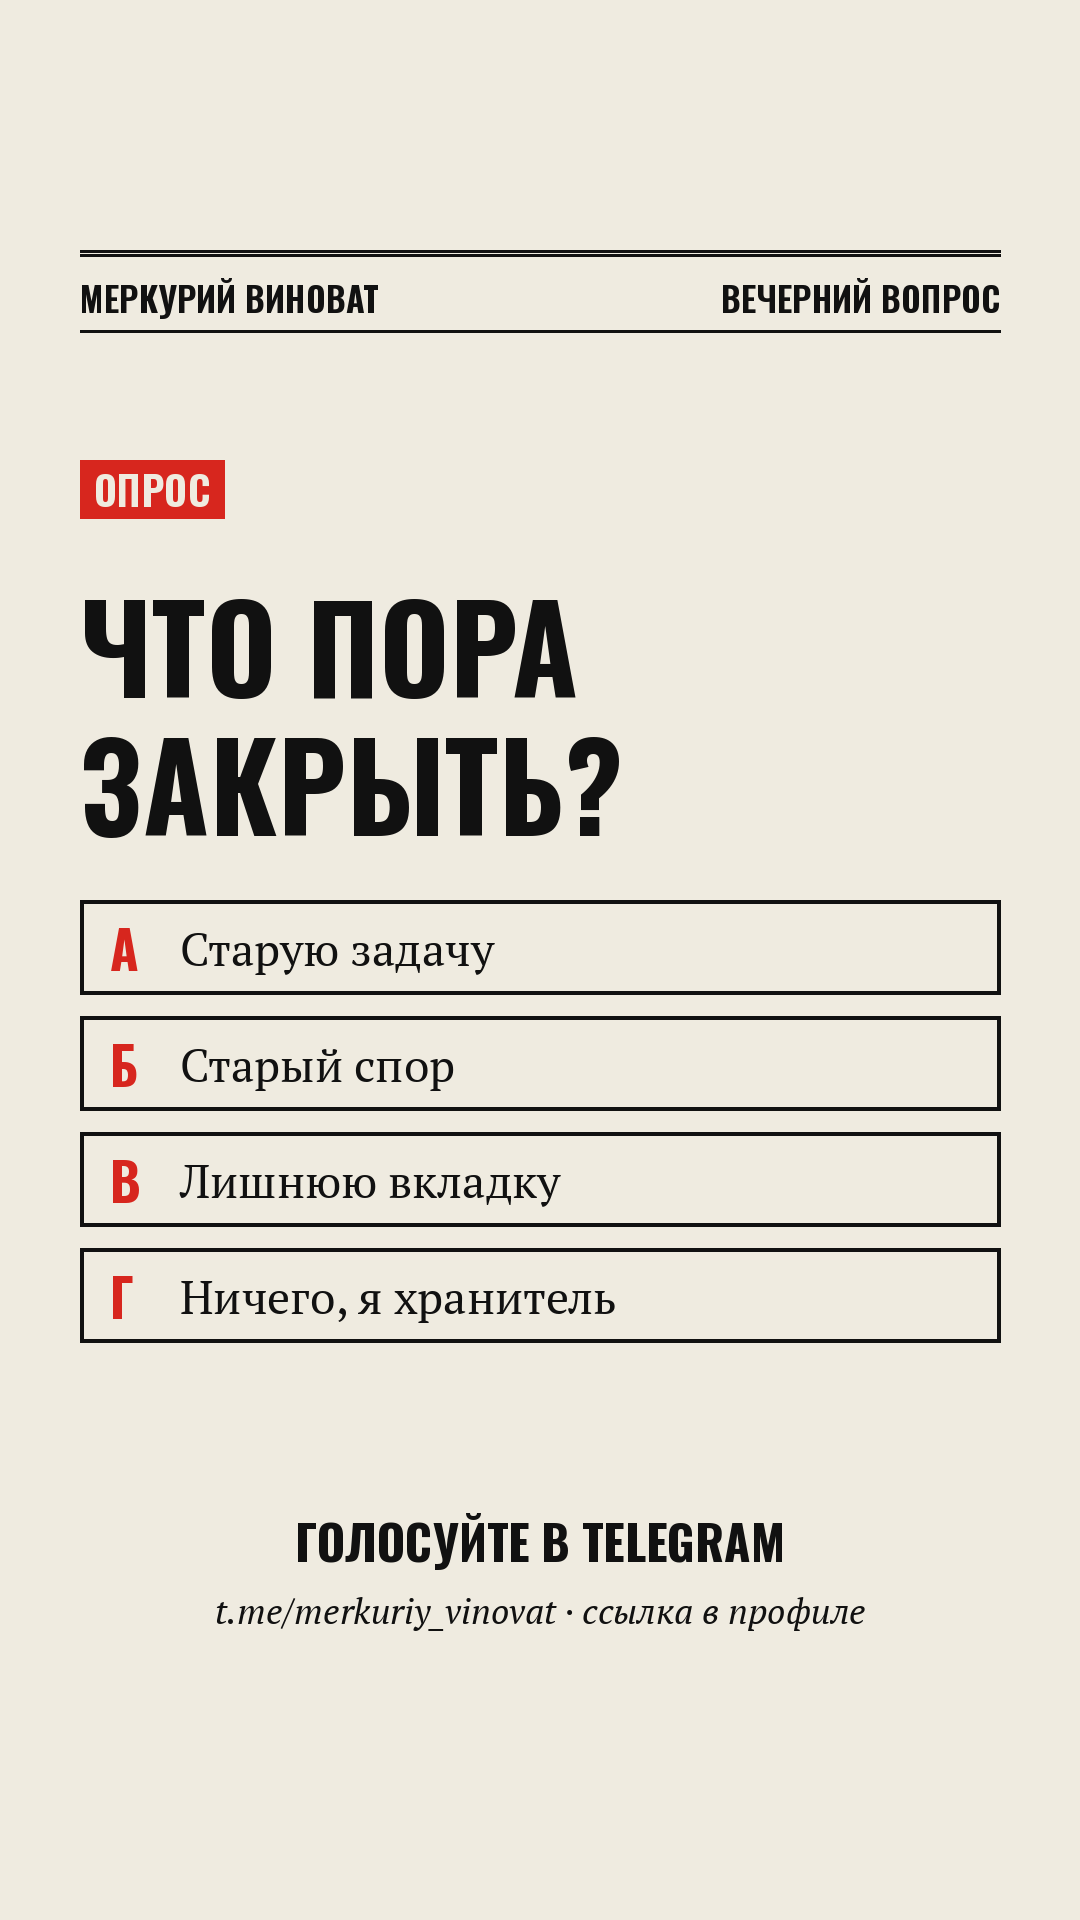 МЕРКУРИЙ ВИНОВАТ
ВЕЧЕРНИЙ ВОПРОС
ОПРОС
ЧТО ПОРА
ЗАКРЫТЬ?
А Старую задачу
Б Старый спор
В Лишнюю вкладку
Г Ничего, я хранитель
ГОЛОСУЙТЕ В TELEGRAM
t.me/merkuriy_vinovat · ссылка в профиле